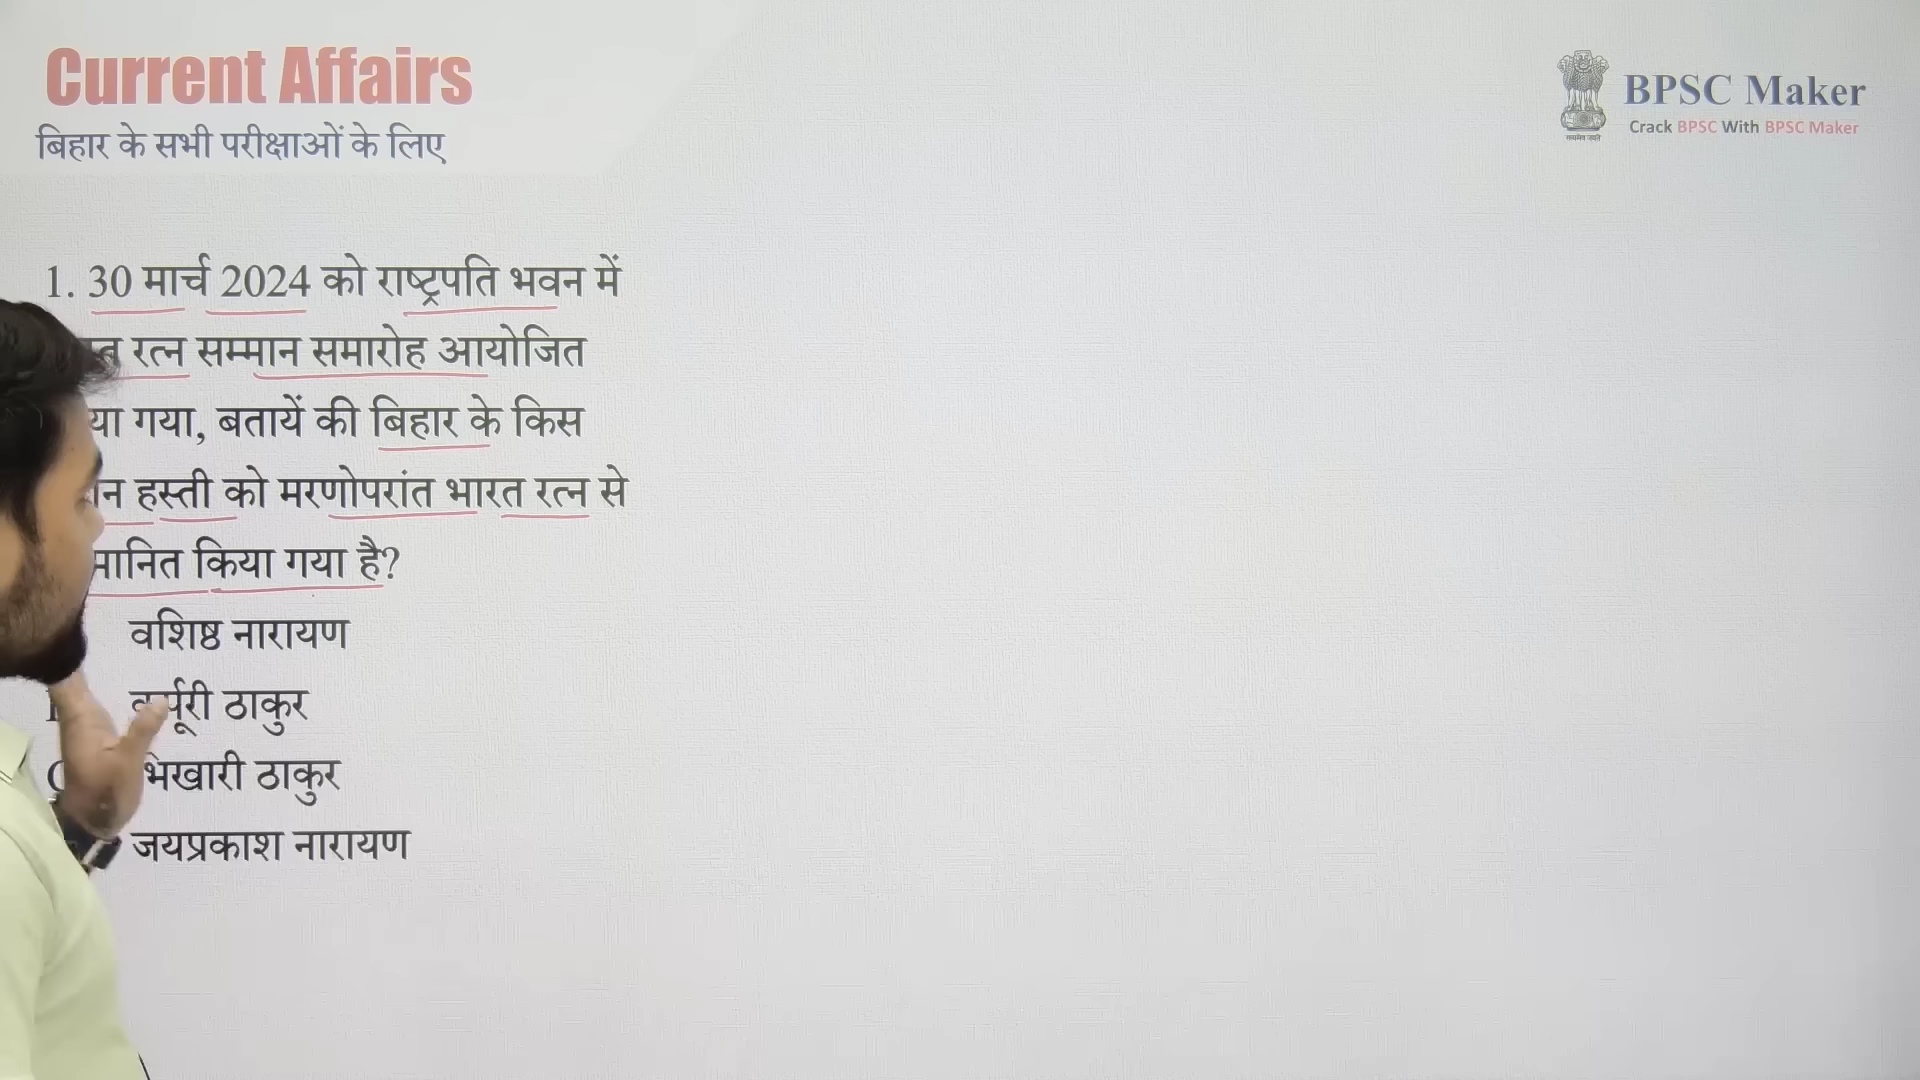 Current Affairs
बिहार के सभी परीक्षाओं के लिए
BPSC Maker
Crack BPSC With BPSC Maker
1. 30 मार्च 2024 को राष्ट्रपति भवन में
रत्न सम्मान समारोह आयोजित
गया, बतायें की बिहार के किस
हस्ती को मरणोपरांत भारत रत्न से
किया गया है?
वशिष्ठ नारायण
ठाकुर
ठाकुर
जयप्रकाश नारायण